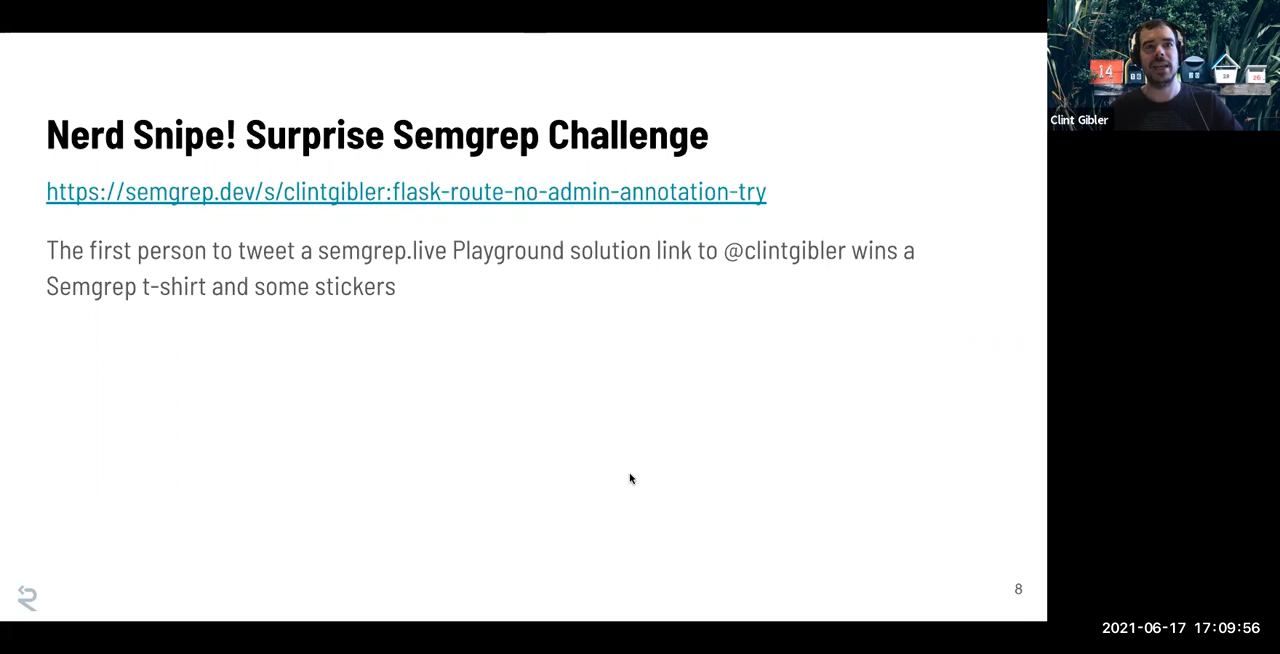 Nerd Snipe! Surprise Semgrep Challenge
https://semgrep.dev/s/clintgibler:flask-route-no-admin-annotation-try
The first person to tweet a semgrep.live Playground solution link to @clintgibler wins a
Semgrep t-shirt and some stickers
8
14
Clint Gibler
2021-06-17 17:09:56